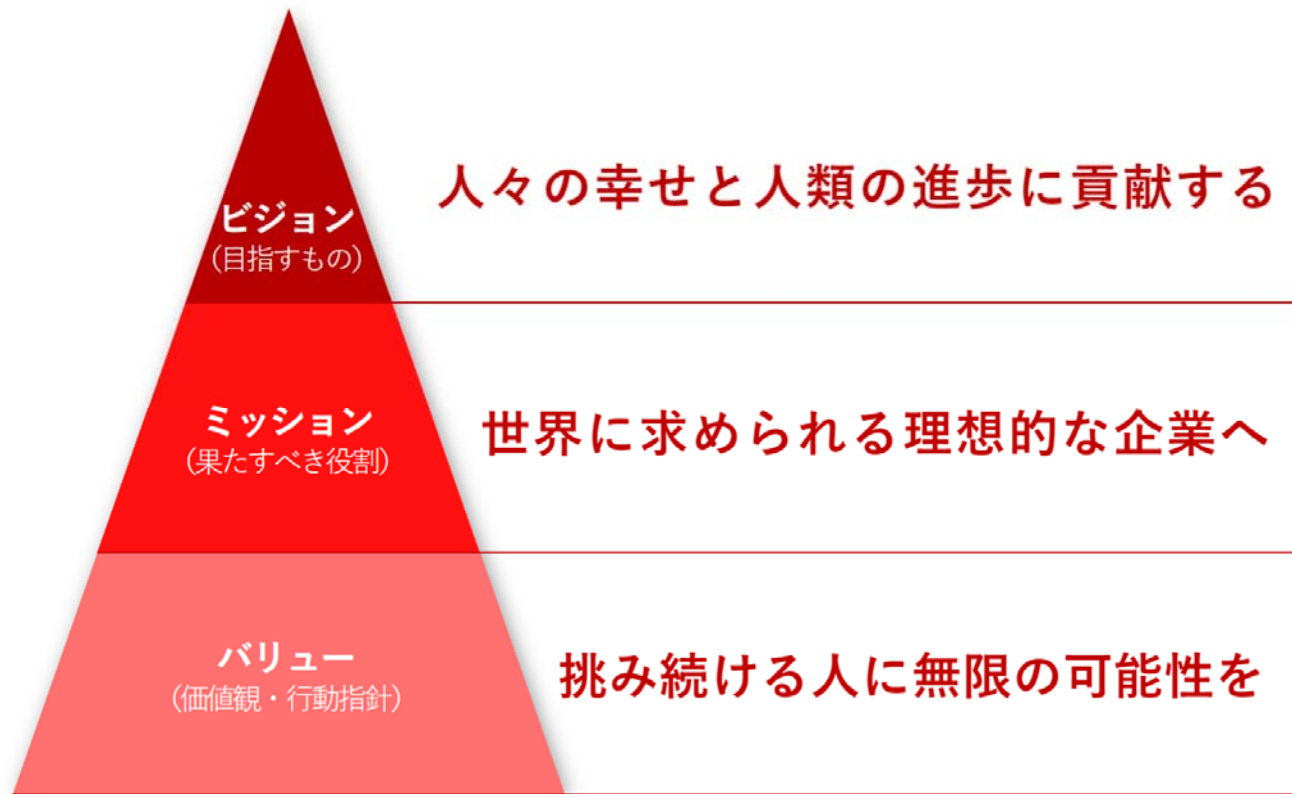 ビジョン
(目指すもの)
人々の幸せと人類の進歩に貢献する
ミッション
(果たすべき役割)
世界に求められる理想的な企業へ
バリュー
(価値観・行動指針)
挑み続ける人に無限の可能性を